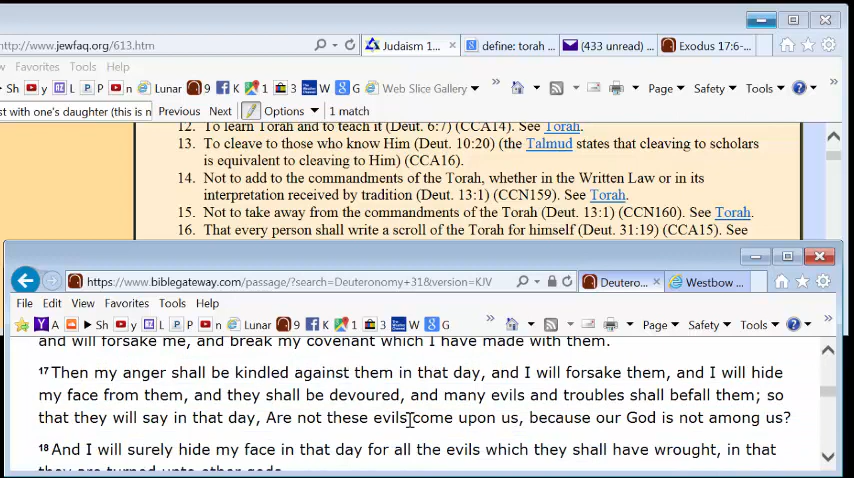 http://www.jewfaq.org/613.htm
Judaism 1...
define: torah ...
(433 unread) ...
Exodus 17:6-...
Favorites Tools Help
Sh y L P P n Lunar 9 K 1 3 W G Web Slice Gallery » Page Safety Tools »
st with one's daughter (this is n Previous Next Options 1 match
12. To learn Torah and to teach it (Deut. 6:7) (CCA14). See Torah.
13. To cleave to those who know Him (Deut. 10:20) (the Talmud states that cleaving to scholars
is equivalent to cleaving to Him) (CCA16).
14. Not to add to the commandments of the Torah, whether in the Written Law or in its
interpretation received by tradition (Deut. 13:1) (CCN159). See Torah.
15. Not to take away from the commandments of the Torah (Deut. 13:1) (CCN160). See Torah.
16. That every person shall write a scroll of the Torah for himself (Deut. 31:19) (CCA15). See
https://www.biblegateway.com/passage/?search=Deuteronomy+31&version=KJV
Deutero...
Westbow ...
File Edit View Favorites Tools Help
A Sh y L P P n Lunar 9 K 1 3 W G » Page Safety Tools »
and will forsake me, and break my covenant which I have made with them.
17 Then my anger shall be kindled against them in that day, and I will forsake them, and I will hide
my face from them, and they shall be devoured, and many evils and troubles shall befall them; so
that they will say in that day, Are not these evils come upon us, because our God is not among us?
18 And I will surely hide my face in that day for all the evils which they shall have wrought, in that
they are turned unto other gods.